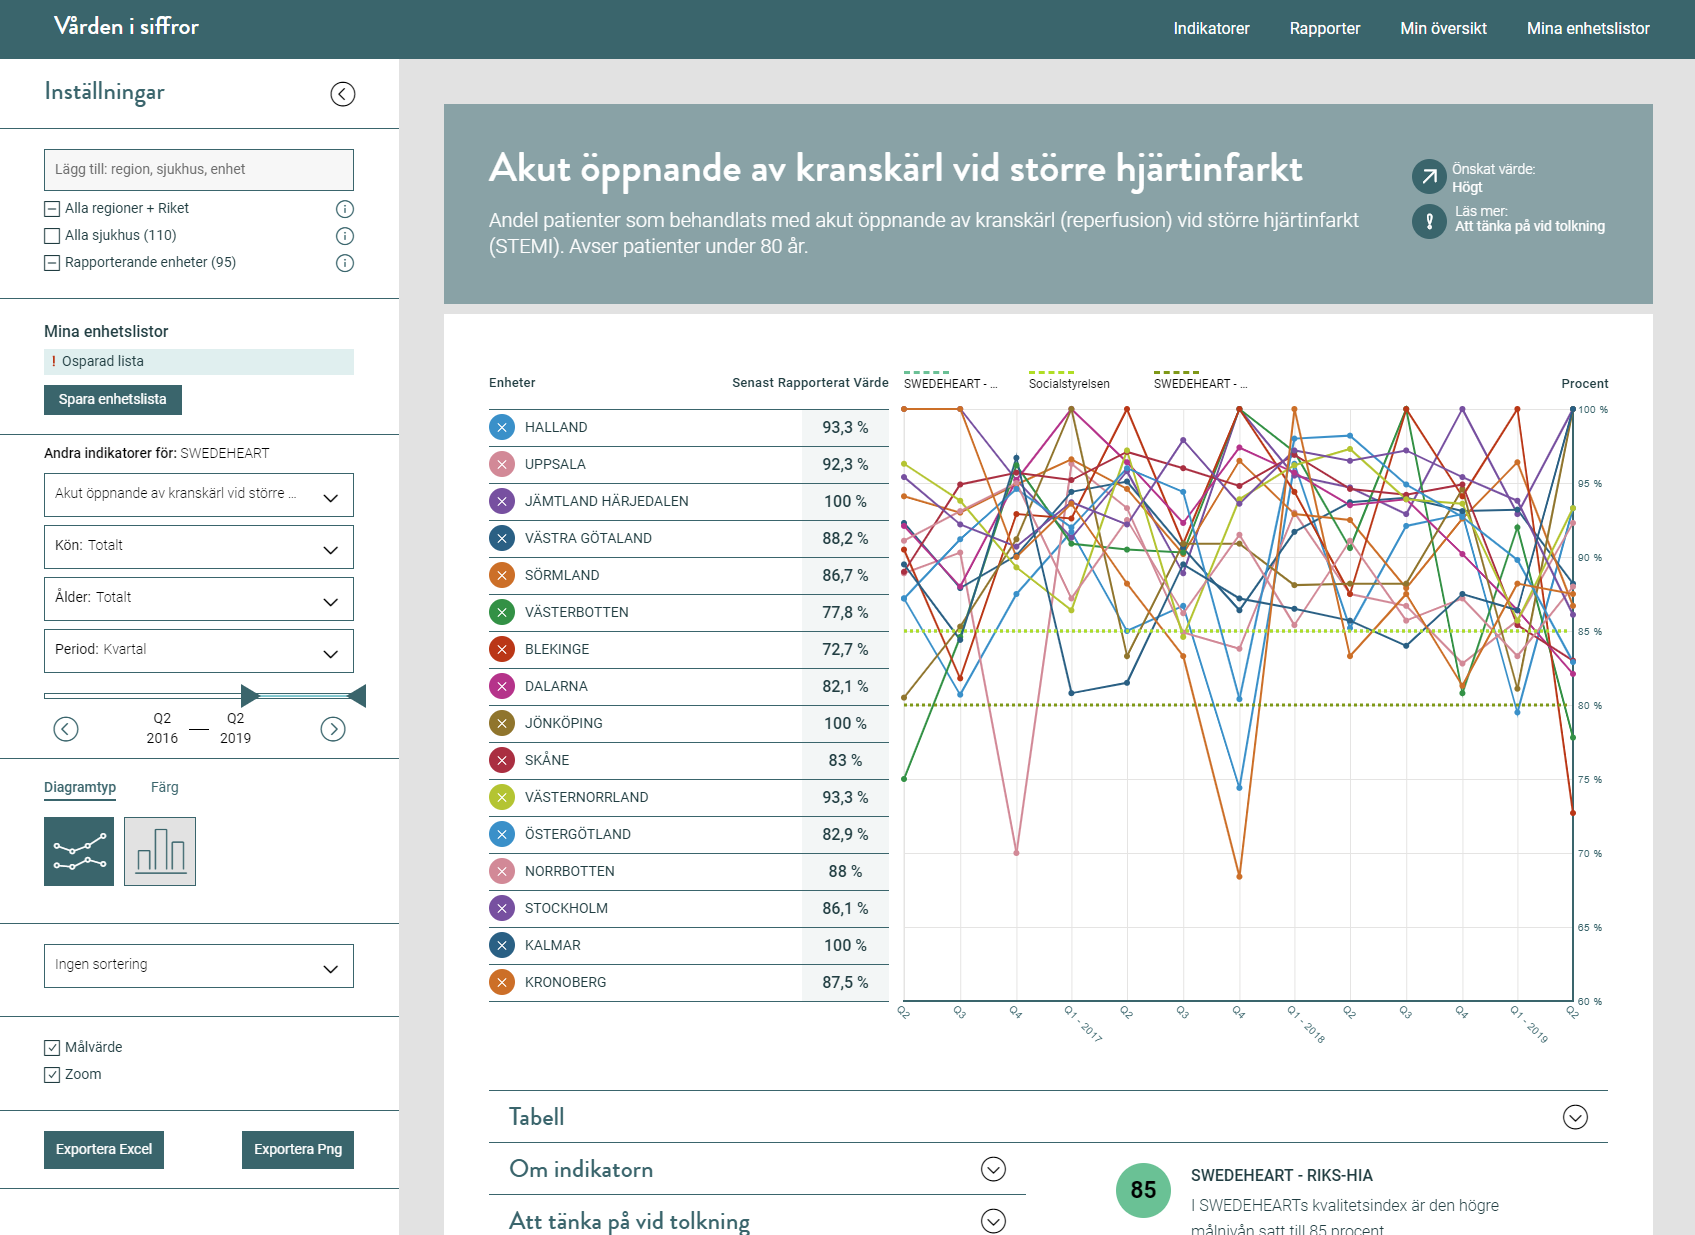 Vården i siffror
Indikatorer
Rapporter
Min översikt
Mina enhetslistor
Inställningar
Lägg till: region, sjukhus, enhet
Alla regioner + Riket
Alla sjukhus (110)
Rapporterande enheter (95)
Mina enhetslistor
! Osparad lista
Spara enhetslista
Andra indikatorer för: SWEDEHEART
Akut öppnande av kranskärl vid större ...
Kön: Totalt
Ålder: Totalt
Period: Kvartal
Q2 2016 — Q2 2019
Diagramtyp
Färg
Ingen sortering
Målvärde
Zoom
Exportera Excel
Exportera Png
Akut öppnande av kranskärl vid större hjärtinfarkt
Andel patienter som behandlats med akut öppnande av kranskärl (reperfusion) vid större hjärtinfarkt
(STEMI). Avser patienter under 80 år.
Önskat värde:
Högt
Läs mer:
Att tänka på vid tolkning
Enheter
Senast Rapporterat Värde
SWEDEHEART - ...
Socialstyrelsen
SWEDEHEART - ...
Procent
HALLAND 93,3 %
UPPSALA 92,3 %
JÄMTLAND HÄRJEDALEN 100 %
VÄSTRA GÖTALAND 88,2 %
SÖRMLAND 86,7 %
VÄSTERBOTTEN 77,8 %
BLEKINGE 72,7 %
DALARNA 82,1 %
JÖNKÖPING 100 %
SKÅNE 83 %
VÄSTERNORRLAND 93,3 %
ÖSTERGÖTLAND 82,9 %
NORRBOTTEN 88 %
STOCKHOLM 86,1 %
KALMAR 100 %
KRONOBERG 87,5 %
100 %
95 %
90 %
85 %
80 %
75 %
70 %
65 %
60 %
Q2
Q3
Q4
Q1 - 2017
Q2
Q3
Q4
Q1 - 2018
Q2
Q3
Q4
Q1 - 2019
Q2
Tabell
Om indikatorn
Att tänka på vid tolkning
85
SWEDEHEART - RIKS-HIA
I SWEDEHEARTs kvalitetsindex är den högre
målnivån satt till 85 procent